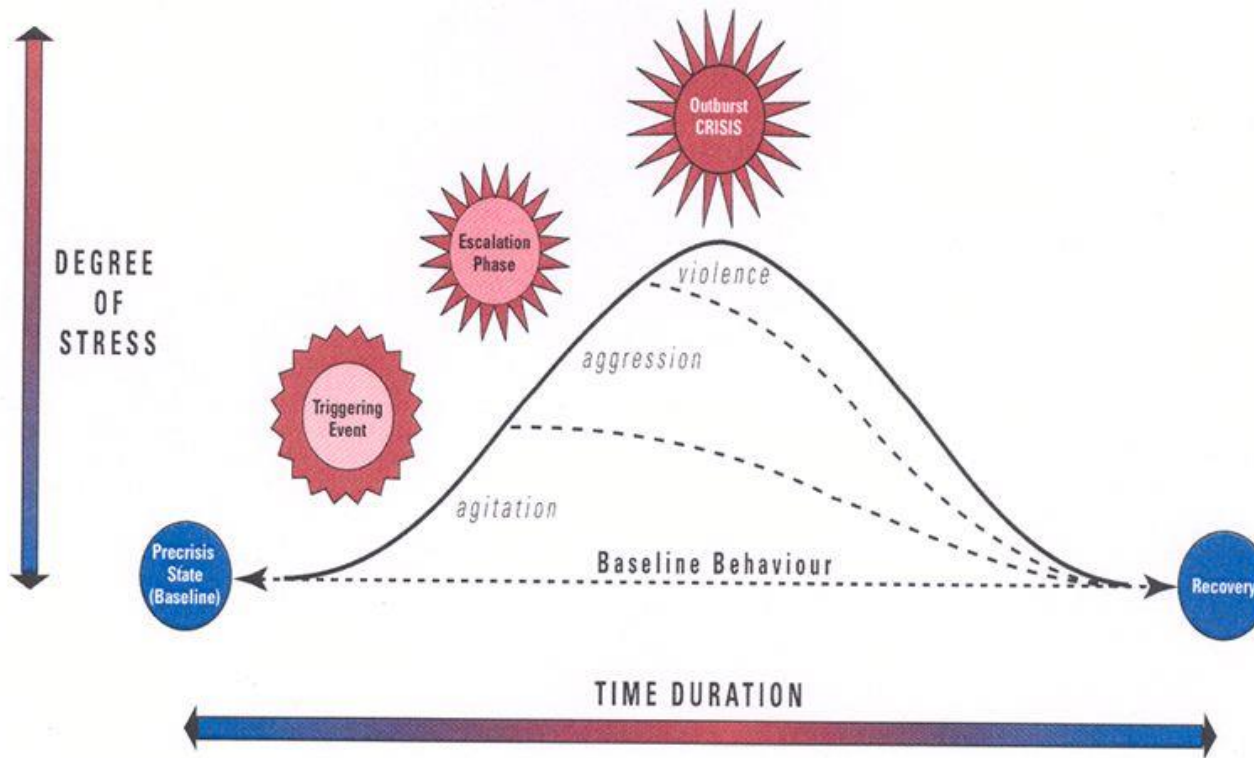 Outburst
CRISIS
Escalation
Phase
DEGREE
OF
STRESS
violence
aggression
Triggering
Event
agitation
Precrisis
State
(Baseline)
Baseline Behaviour
Recovery
TIME DURATION